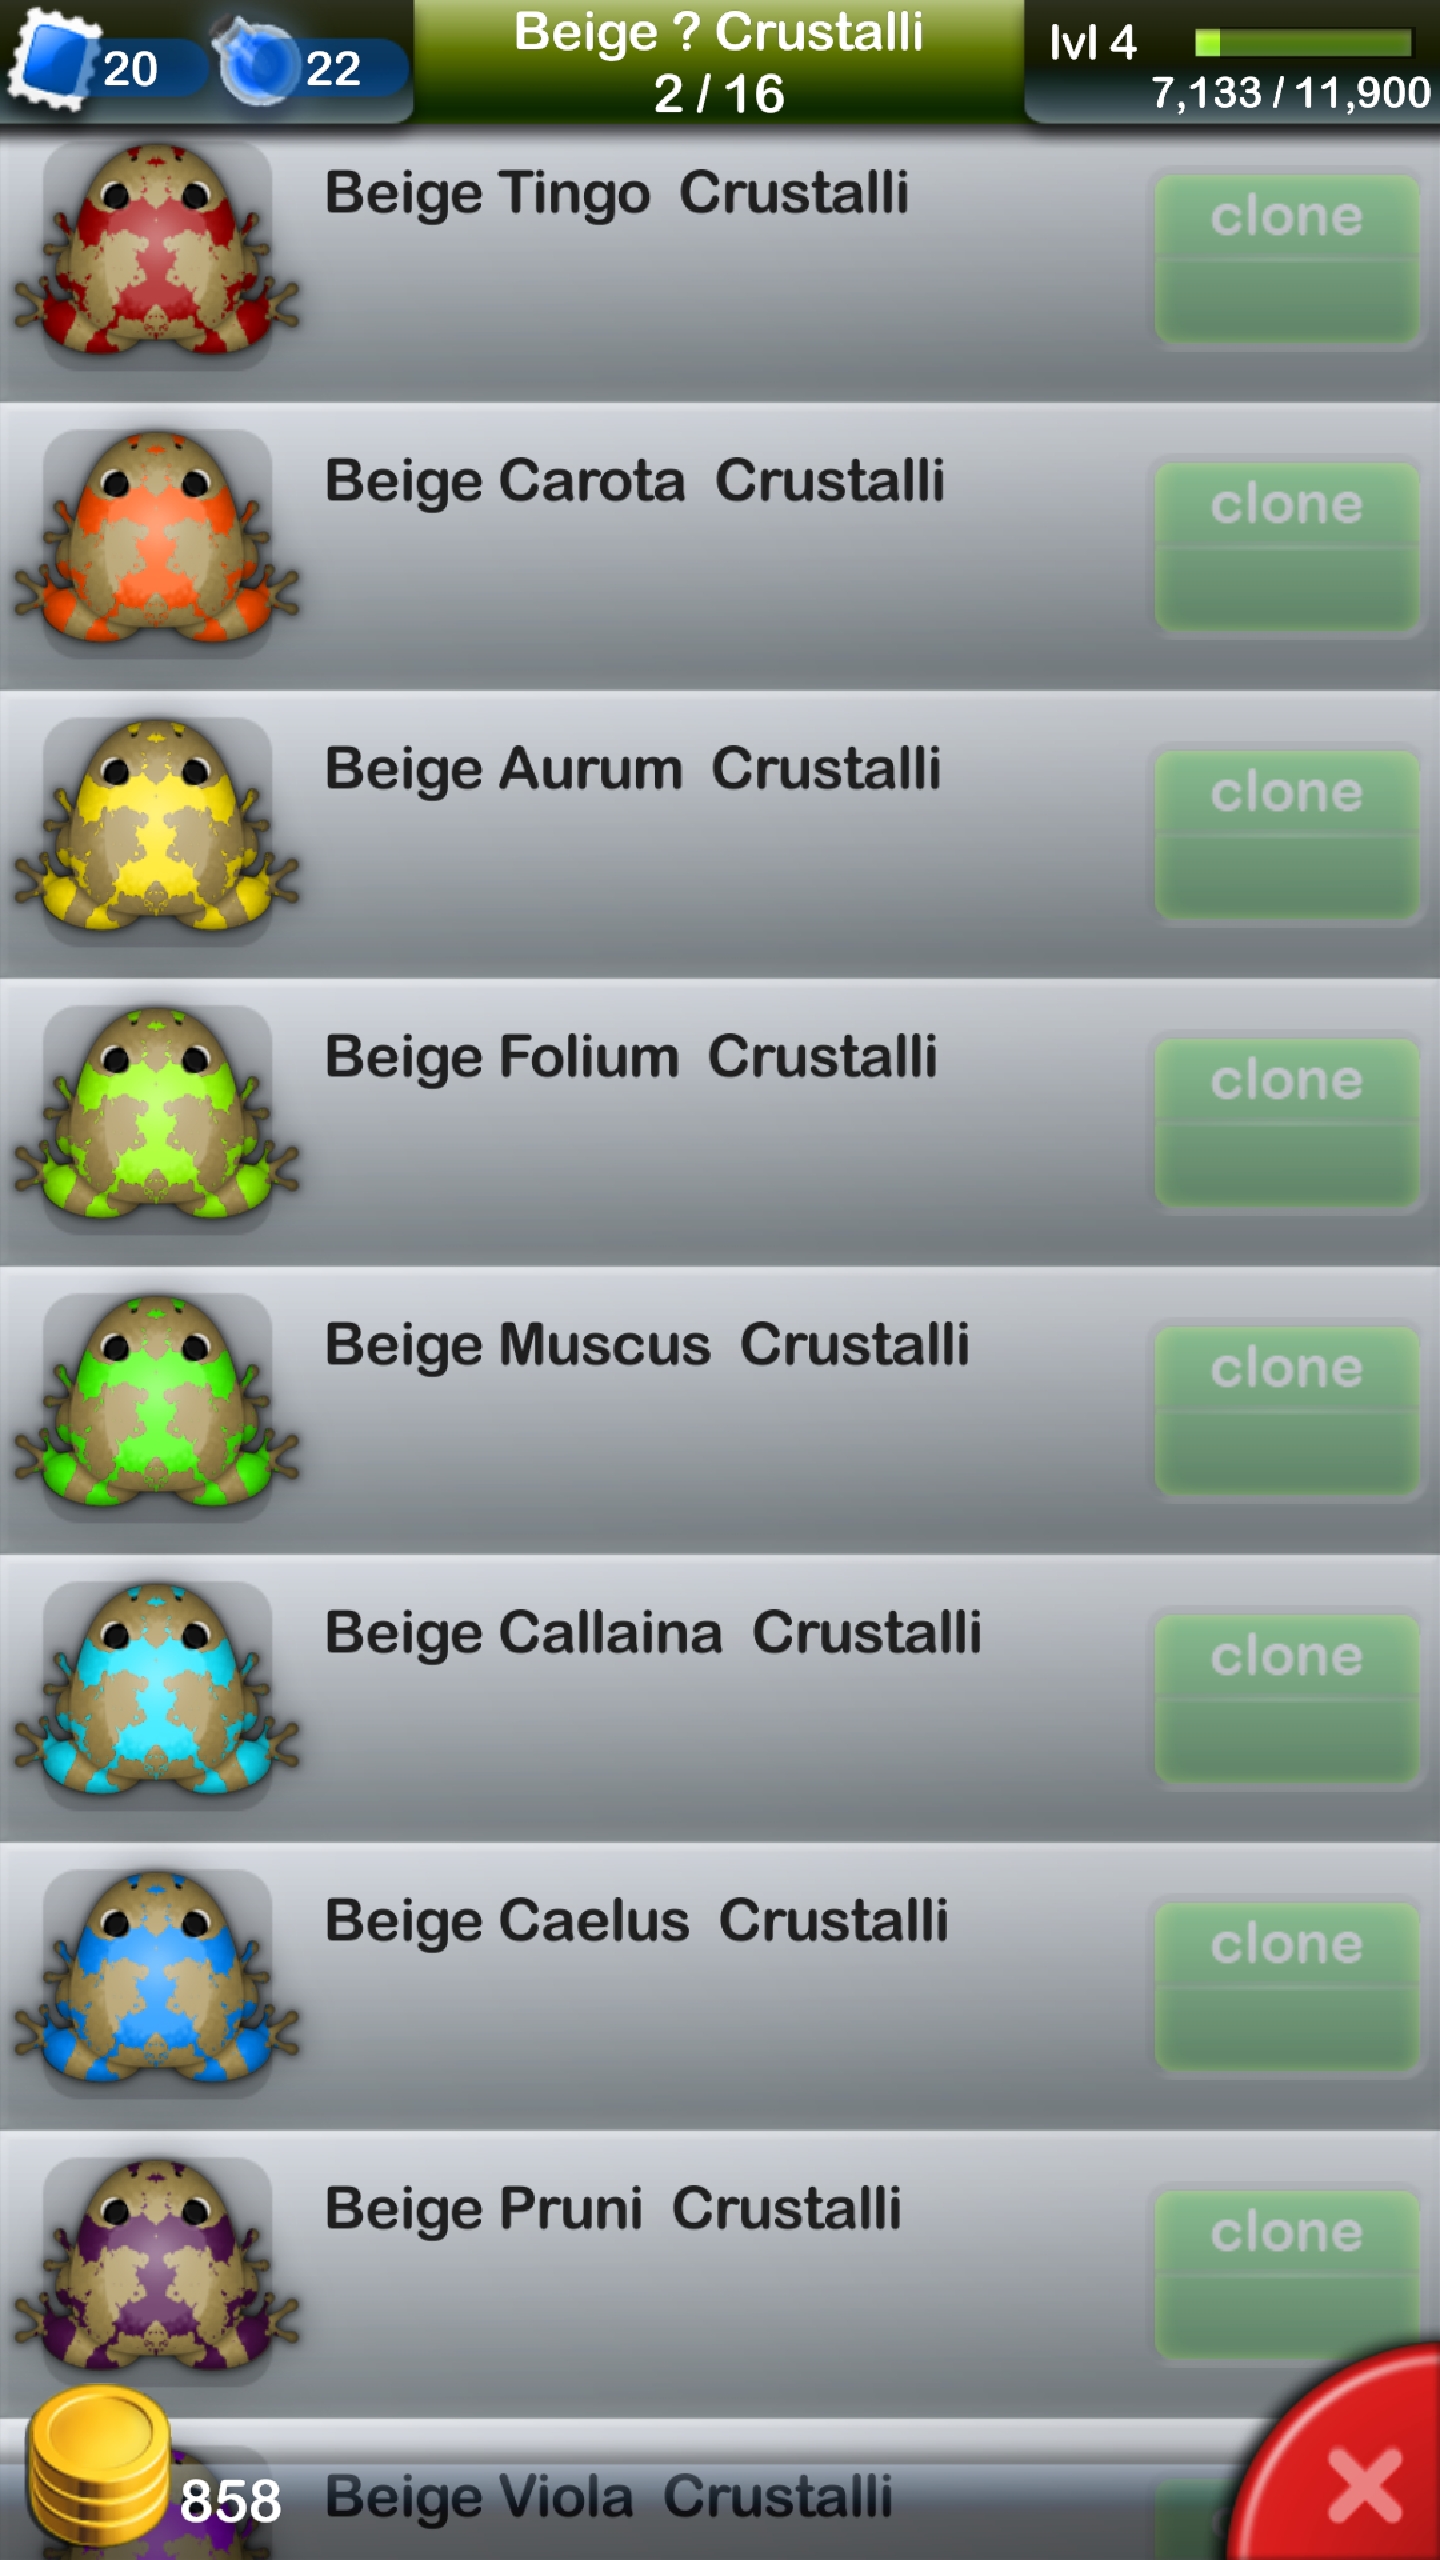 20
22
Beige ? Crustalli
2 / 16
lvl 4
7,133 / 11,900
Beige Tingo Crustalli
clone
Beige Carota Crustalli
clone
Beige Aurum Crustalli
clone
Beige Folium Crustalli
clone
Beige Muscus Crustalli
clone
Beige Callaina Crustalli
clone
Beige Caelus Crustalli
clone
Beige Pruni Crustalli
clone
858
Beige Viola Crustalli